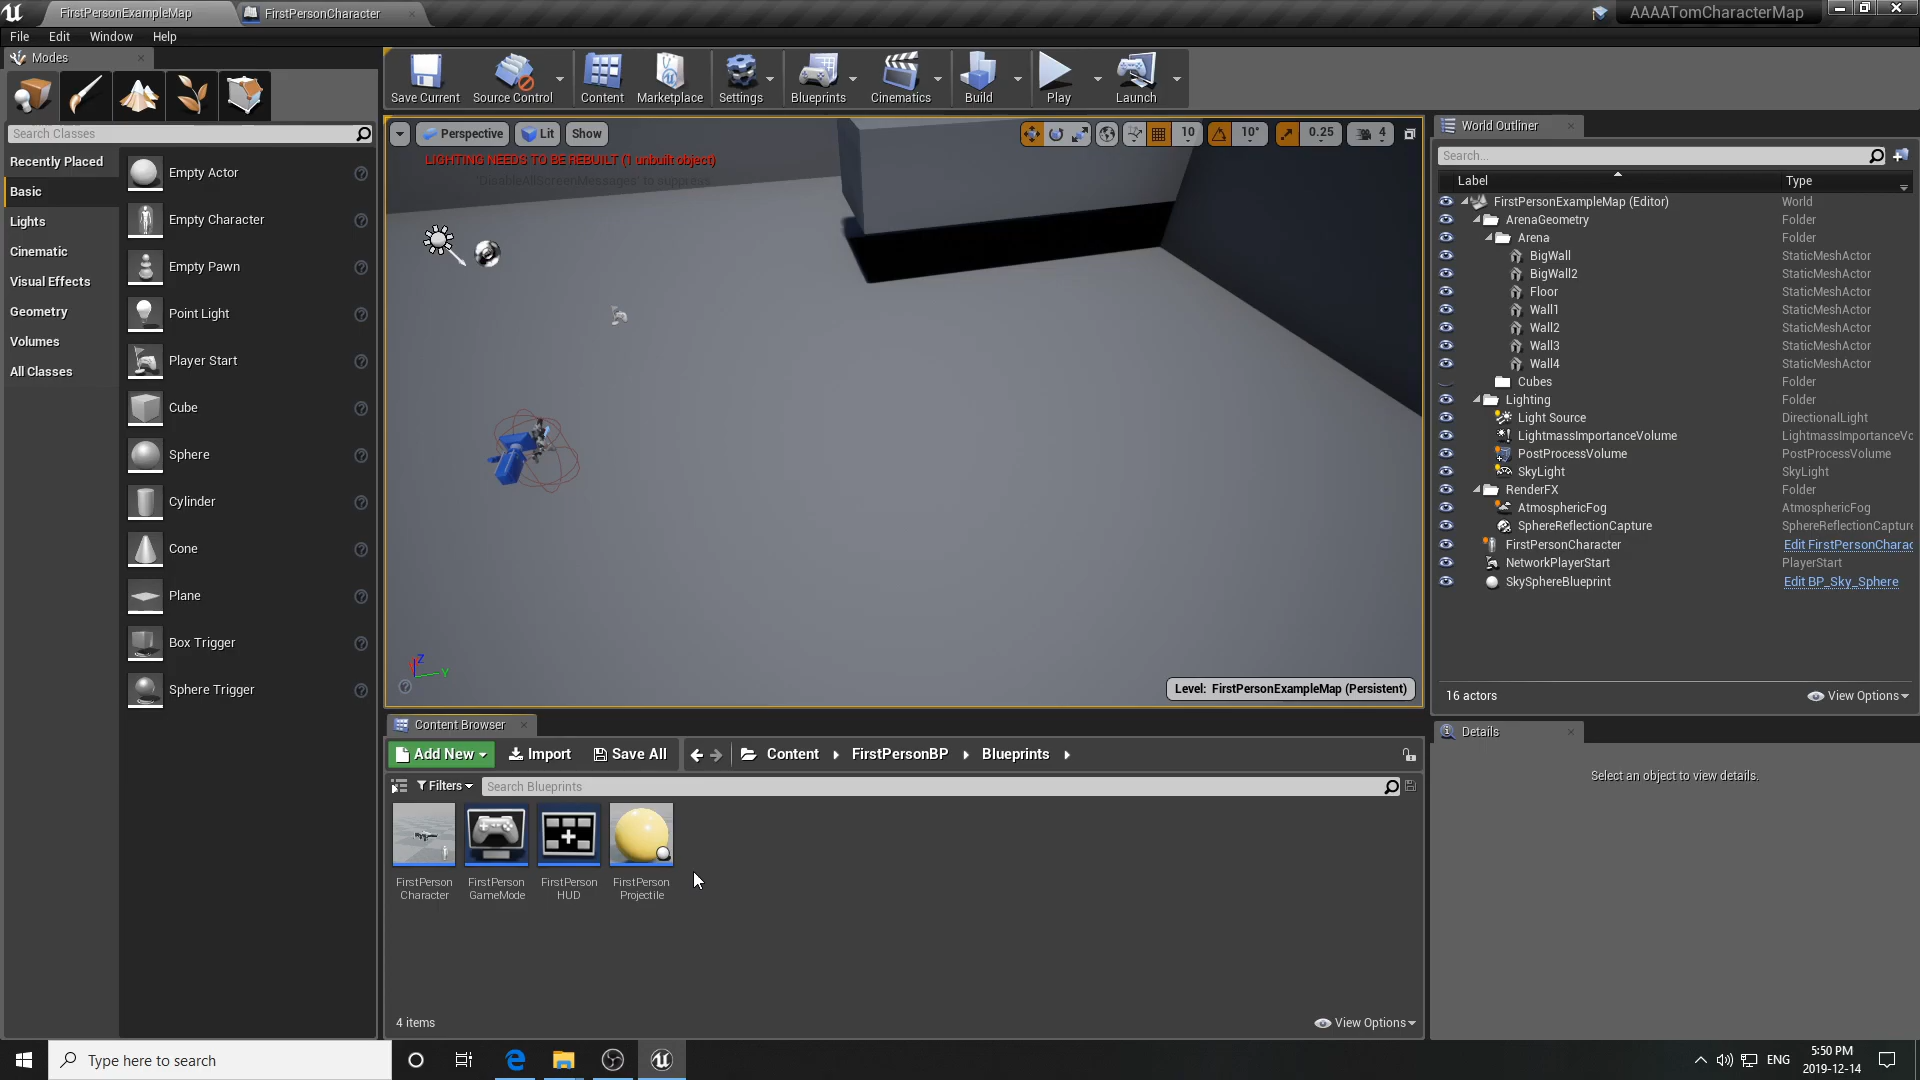 FirstPersonExampleMap
FirstPersonCharacter
AAAATomCharacterMap
File Edit Window Help
Modes
Search Classes
Recently Placed
Basic
Lights
Cinematic
Visual Effects
Geometry
Volumes
All Classes
Empty Actor
Empty Character
Empty Pawn
Point Light
Player Start
Cube
Sphere
Cylinder
Cone
Plane
Box Trigger
Sphere Trigger
Save Current
Source Control
Content
Marketplace
Settings
Blueprints
Cinematics
Build
Play
Launch
Perspective
Lit
Show
10
10°
0.25
4
LIGHTING NEEDS TO BE REBUILT (1 unbuilt object)
'DisableAllScreenMessages' to suppress
Z
Y
Level: FirstPersonExampleMap (Persistent)
World Outliner
Search...
Label Type
FirstPersonExampleMap (Editor) World
ArenaGeometry Folder
Arena Folder
BigWall StaticMeshActor
BigWall2 StaticMeshActor
Floor StaticMeshActor
Wall1 StaticMeshActor
Wall2 StaticMeshActor
Wall3 StaticMeshActor
Wall4 StaticMeshActor
Cubes Folder
Lighting Folder
Light Source DirectionalLight
LightmassImportanceVolume LightmassImportanceVc
PostProcessVolume PostProcessVolume
SkyLight SkyLight
RenderFX Folder
AtmosphericFog AtmosphericFog
SphereReflectionCapture SphereReflectionCapture
FirstPersonCharacter Edit FirstPersonCharac
NetworkPlayerStart PlayerStart
SkySphereBlueprint Edit BP_Sky_Sphere
16 actors
View Options
Details
Select an object to view details.
Content Browser
Add New Import Save All Content FirstPersonBP Blueprints
Filters Search Blueprints
FirstPerson
Character
FirstPerson
GameMode
FirstPerson
HUD
FirstPerson
Projectile
4 items
View Options
Type here to search
ENG
5:50 PM
2019-12-14